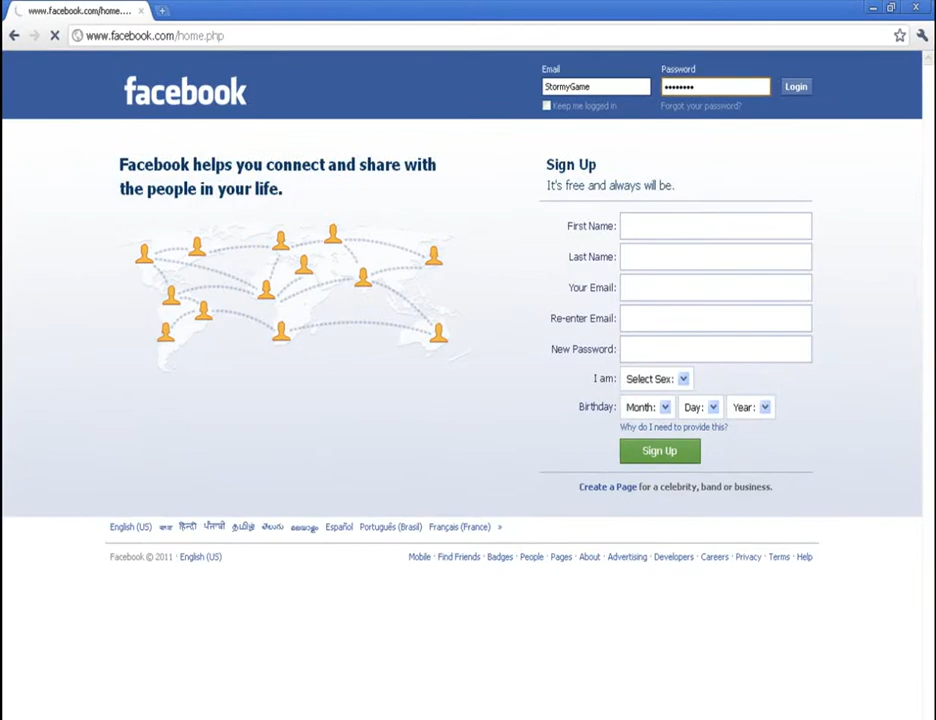 www.facebook.com/home....
www.facebook.com/home.php
facebook
Email
Password
StormyGame
••••••••
Login
Keep me logged in
Forgot your password?
Facebook helps you connect and share with
the people in your life.
Sign Up
It's free and always will be.
First Name:
Last Name:
Your Email:
Re-enter Email:
New Password:
I am:
Select Sex:
Birthday:
Month:
Day:
Year:
Why do I need to provide this?
Sign Up
Create a Page for a celebrity, band or business.
English (US) हिन्दी ਪੰਜਾਬੀ தமிழ் Español Português (Brasil) Français (France) »
Facebook © 2011 · English (US)
Mobile · Find Friends · Badges · People · Pages · About · Advertising · Developers · Careers · Privacy · Terms · Help